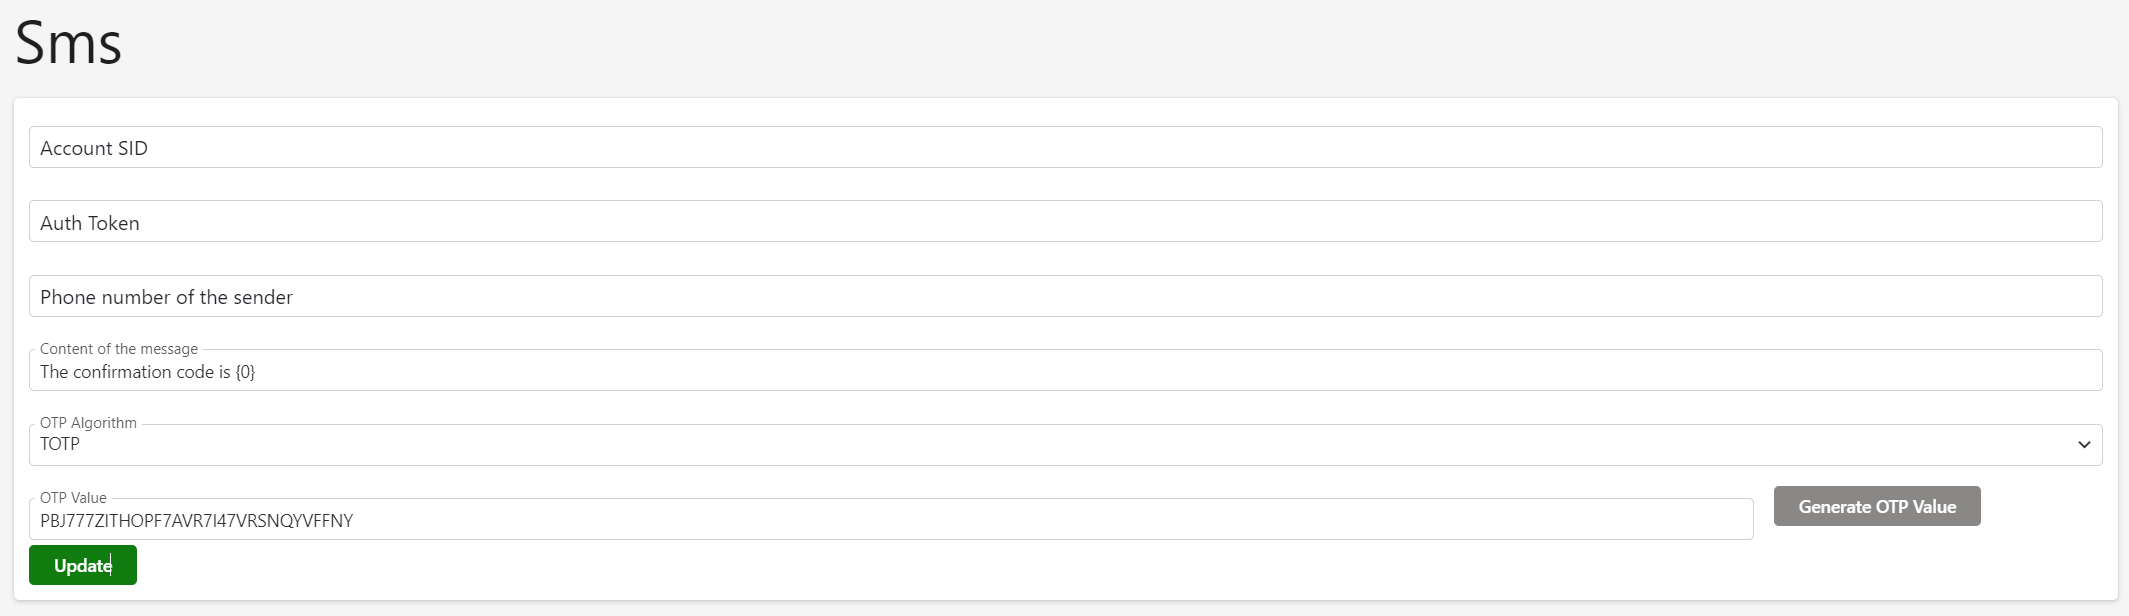 Sms
Account SID
Auth Token
Phone number of the sender
Content of the message
The confirmation code is {0}
OTP Algorithm
TOTP
OTP Value
PBJ777ZITHOPF7AVR7I47VRSNQYVFFNY
Generate OTP Value
Update